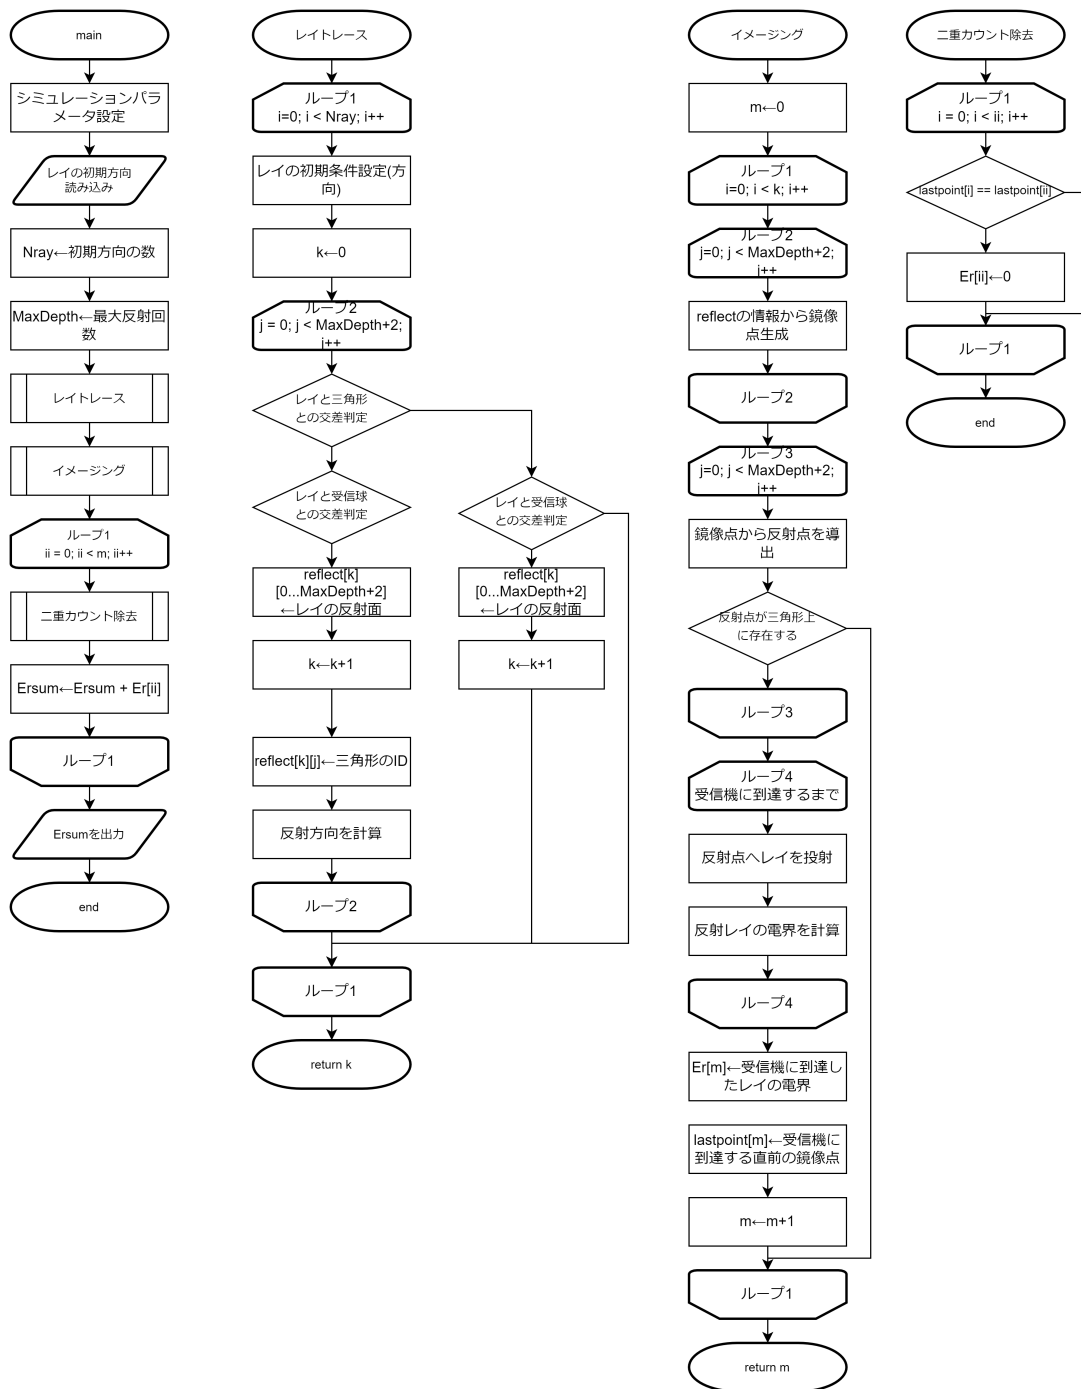 main
シミュレーションパラ
メータ設定
レイの初期方向
読み込み
Nray←初期方向の数
MaxDepth←最大反射回
数
レイトレース
イメージング
ループ1
ii = 0; ii < m; ii++
二重カウント除去
Ersum←Ersum + Er[ii]
ループ1
Ersumを出力
end
レイトレース
ループ1
i=0; i < Nray; i++
レイの初期条件設定(方
向)
k←0
ループ2
j = 0; j < MaxDepth+2;
j++
レイと三角形
との交差判定
レイと受信球
との交差判定
reflect[k]
[0...MaxDepth+2]
←レイの反射面
k←k+1
reflect[k][j]←三角形のID
反射方向を計算
ループ2
ループ1
return k
レイと受信球
との交差判定
reflect[k]
[0...MaxDepth+2]
←レイの反射面
k←k+1
イメージング
m←0
ループ1
i=0; i < k; i++
ループ2
j=0; j < MaxDepth+2;
j++
reflectの情報から鏡像
点生成
ループ2
ループ3
j=0; j < MaxDepth+2;
j++
鏡像点から反射点を導
出
反射点が三角形上
に存在する
ループ3
ループ4
受信機に到達するまで
反射点へレイを投射
反射レイの電界を計算
ループ4
Er[m]←受信機に到達し
たレイの電界
lastpoint[m]←受信機に
到達する直前の鏡像点
m←m+1
ループ1
return m
二重カウント除去
ループ1
i = 0; i < ii; i++
lastpoint[i] == lastpoint[ii]
Er[ii]←0
ループ1
end